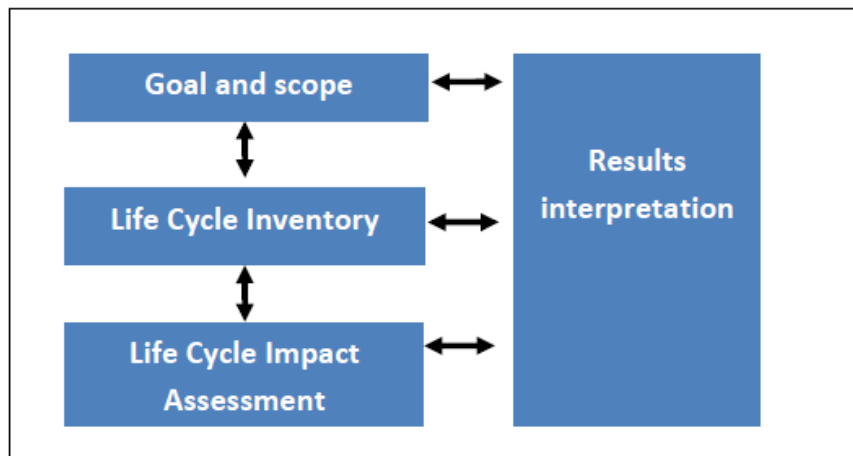 Goal and scope
Results
interpretation
Life Cycle Inventory
Life Cycle Impact
Assessment